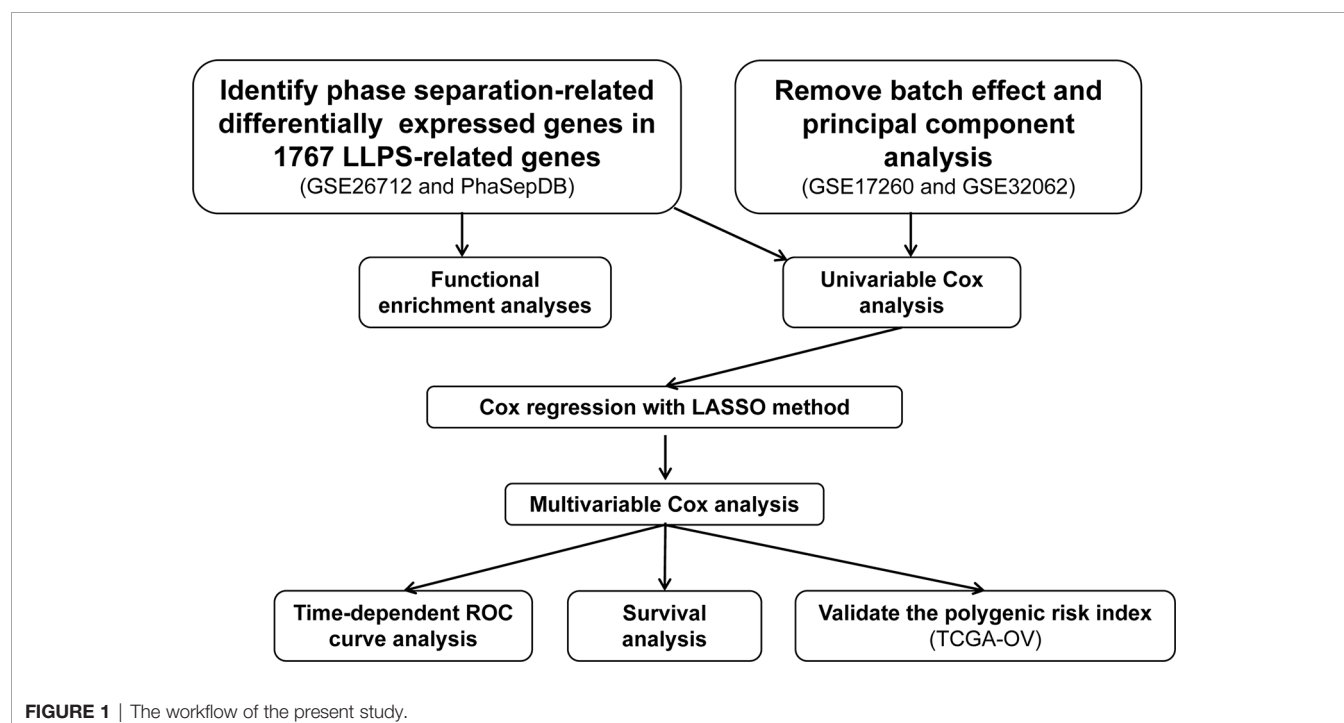 Identify phase separation-related
differentially expressed genes in
1767 LLPS-related genes
(GSE26712 and PhaSepDB)
Remove batch effect and
principal component
analysis
(GSE17260 and GSE32062)
Functional
enrichment analyses
Univariable Cox
analysis
Cox regression with LASSO method
Multivariable Cox analysis
Time-dependent ROC
curve analysis
Survival
analysis
Validate the polygenic risk index
(TCGA-OV)
FIGURE 1 | The workflow of the present study.